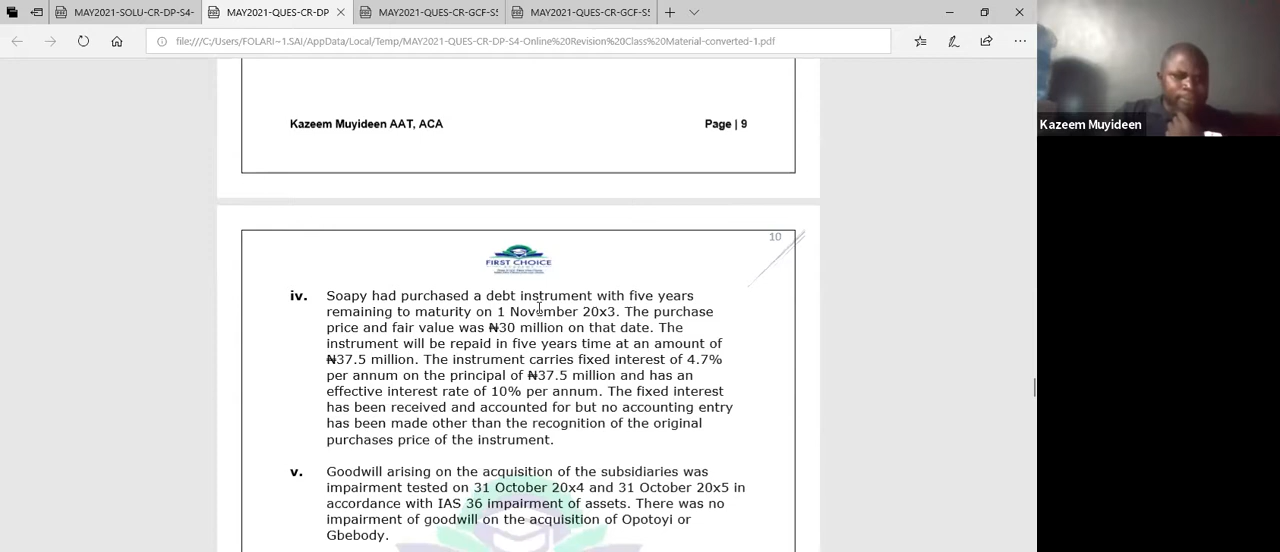 MAY2021-SOLU-CR-DP-S4-
MAY2021-QUES-CR-DP
MAY2021-QUES-CR-GCF-S5
MAY2021-QUES-CR-GCF-S5
file:///C:/Users/FOLARI~1.SAI/AppData/Local/Temp/MAY2021-QUES-CR-DP-S4-Online%20Revision%20Class%20Material-converted-1.pdf
Kazeem Muyideen
Kazeem Muyideen AAT, ACA Page | 9
10
FIRST CHOICE
iv. Soapy had purchased a debt instrument with five years
remaining to maturity on 1 November 20x3. The purchase
price and fair value was ₦30 million on that date. The
instrument will be repaid in five years time at an amount of
₦37.5 million. The instrument carries fixed interest of 4.7%
per annum on the principal of ₦37.5 million and has an
effective interest rate of 10% per annum. The fixed interest
has been received and accounted for but no accounting entry
has been made other than the recognition of the original
purchases price of the instrument.
v. Goodwill arising on the acquisition of the subsidiaries was
impairment tested on 31 October 20x4 and 31 October 20x5 in
accordance with IAS 36 impairment of assets. There was no
impairment of goodwill on the acquisition of Opotoyi or
Gbebody.